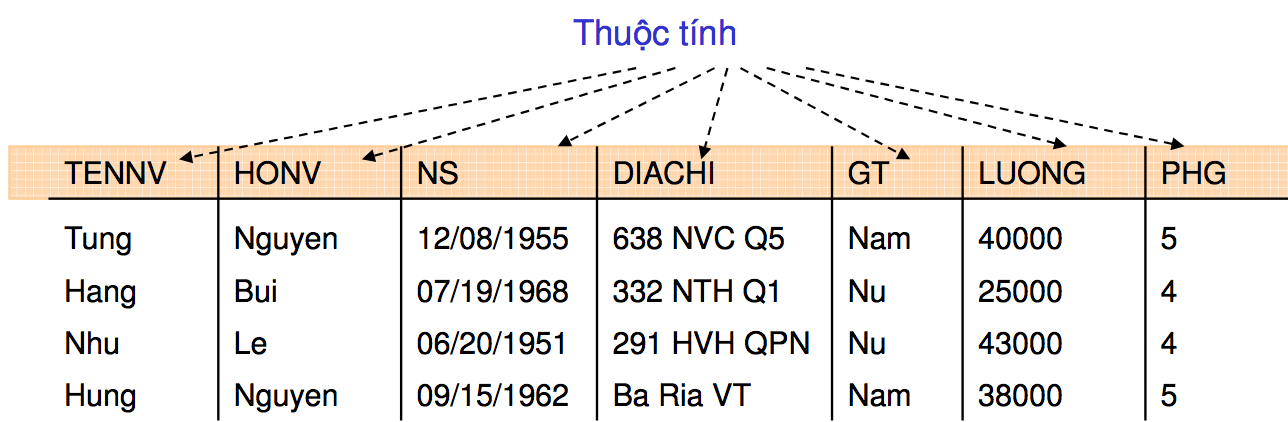 Thuộc tính
TENNV HONV NS DIACHI GT LUONG PHG
Tung Nguyen 12/08/1955 638 NVC Q5 Nam 40000 5
Hang Bui 07/19/1968 332 NTH Q1 Nu 25000 4
Nhu Le 06/20/1951 291 HVH QPN Nu 43000 4
Hung Nguyen 09/15/1962 Ba Ria VT Nam 38000 5